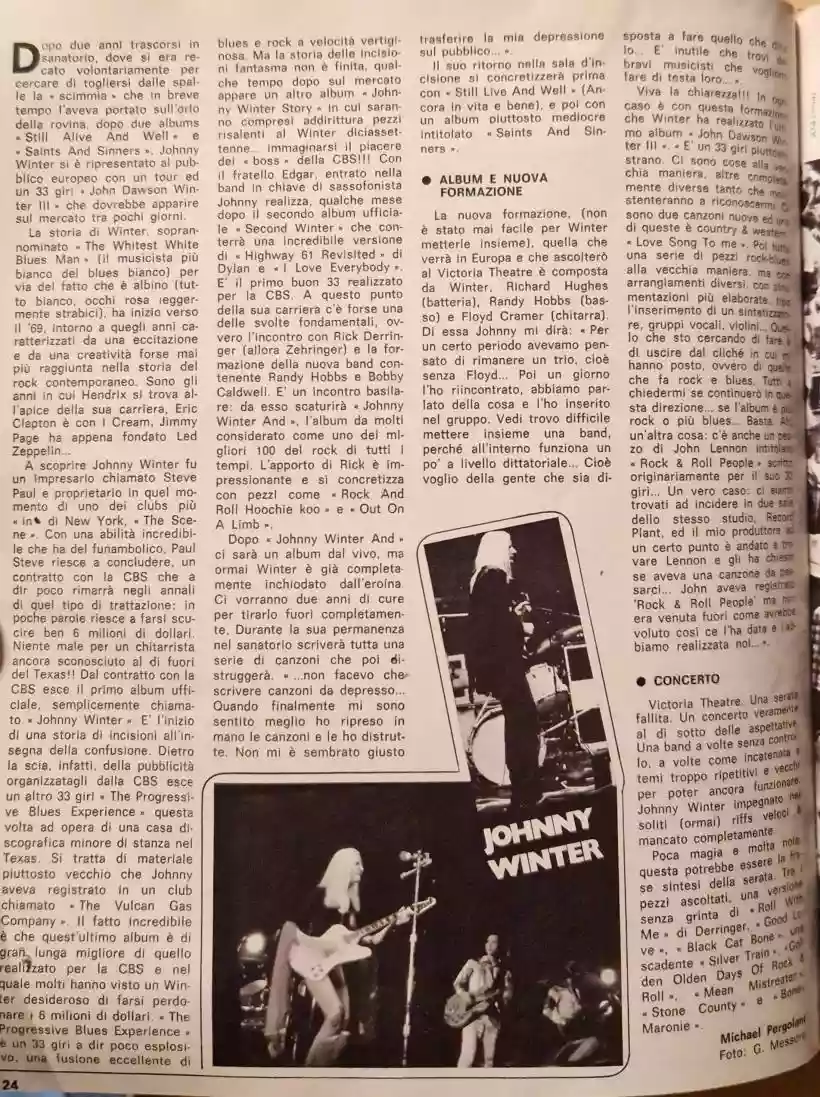 Dopo due anni trascorsi in
sanatorio, dove si era re-
cato volontariamente per
cercare di togliersi dalle spal-
le la « scimmia » che in breve
tempo l'aveva portato sull'orlo
della rovina, dopo due albums
« Still Alive And Well » e
« Saints And Sinners », Johnny
Winter si è ripresentato al pub-
blico europeo con un tour ed
un 33 giri « John Dawson Win-
ter III » che dovrebbe apparire
sul mercato tra pochi giorni.
La storia di Winter, sopran-
nominato « The Whitest White
Blues Man » (il musicista più
bianco del blues bianco) per
via del fatto che è albino (tut-
to bianco, occhi rosa legger-
mente strabici), ha inizio verso
il '69, intorno a quegli anni ca-
ratterizzati da una eccitazione
e da una creatività forse mai
più raggiunta nella storia del
rock contemporaneo. Sono gli
anni in cui Hendrix si trova al-
l'apice della sua carriera, Eric
Clapton è con i Cream, Jimmy
Page ha appena fondato Led
Zeppelin...
A scoprire Johnny Winter fu
un impresario chiamato Steve
Paul e proprietario in quel mo-
mento di uno dei clubs più
« in » di New York, « The Sce-
ne ». Con una abilità incredibi-
le che ha del funambolico, Paul
Steve riesce a concludere, un
contratto con la CBS che a
dir poco rimarrà negli annali
di quel tipo di trattazione: in
poche parole riesce a farsi scu-
cire ben 6 milioni di dollari.
Niente male per un chitarrista
ancora sconosciuto al di fuori
del Texas!! Dal contratto con la
CBS esce il primo album uffi-
ciale, semplicemente chiama-
to « Johnny Winter » E' l'inizio
di una storia di incisioni all'in-
segna della confusione. Dietro
la scia, infatti, della pubblicità
organizzatagli dalla CBS esce
un altro 33 giri « The Progressi-
ve Blues Experience » questa
volta ad opera di una casa di-
scografica minore di stanza nel
Texas. Si tratta di materiale
piuttosto vecchio che Johnny
aveva registrato in un club
chiamato « The Vulcan Gas
Company ». Il fatto incredibile
è che quest'ultimo album è di
gran lunga migliore di quello
realizzato per la CBS e nel
quale molti hanno visto un Win-
ter desideroso di farsi perdo-
nare i 6 milioni di dollari. « The
Progressive Blues Experience »
è un 33 giri a dir poco esplosi-
vo, una fusione eccellente di
24
blues e rock a velocità vertigi-
nosa. Ma la storia delle incisio-
ni fantasma non è finita, qual-
che tempo dopo sul mercato
appare un altro album « John-
ny Winter Story » in cui saran-
no compresi addirittura pezzi
risalenti al Winter diciasset-
tenne... Immaginarsi il piacere
dei « boss » della CBS!!! Con
il fratello Edgar, entrato nella
band in chiave di sassofonista
Johnny realizza, qualche mese
dopo il secondo album ufficia-
le « Second Winter » che con-
terrà una incredibile versione
di « Highway 61 Revisited » di
Dylan e « I Love Everybody ».
E' il primo buon 33 realizzato
per la CBS. A questo punto
della sua carriera c'è forse una
delle svolte fondamentali, ov-
vero l'incontro con Rick Derrin-
ger (allora Zehringer) e la for-
mazione della nuova band con-
tenente Randy Hobbs e Bobby
Caldwell. E' un incontro basila-
re: da esso scaturirà « Johnny
Winter And », l'album da molti
considerato come uno dei mi-
gliori 100 del rock di tutti i
tempi. L'apporto di Rick è im-
pressionante e si concretizza
con pezzi come « Rock And
Roll Hoochie koo » e « Out On
A Limb ».
Dopo « Johnny Winter And »
ci sarà un album dal vivo, ma
ormai Winter è già completa-
mente inchiodato dall'eroina.
Ci vorranno due anni di cure
per tirarlo fuori completamen-
te. Durante la sua permanenza
nel sanatorio scriverà tutta una
serie di canzoni che poi di-
struggerà. « ...non facevo che
scrivere canzoni da depresso...
Quando finalmente mi sono
sentito meglio ho ripreso in
mano le canzoni e le ho distrut-
te. Non mi è sembrato giusto
trasferire la mia depressione
sul pubblico... ».
Il suo ritorno nella sala d'in-
cisione si concretizzerà prima
con « Still Live And Well » (An-
cora in vita e bene), e poi con
un album piuttosto mediocre
intitolato « Saints And Sin-
ners ».
● ALBUM E NUOVA
FORMAZIONE
La nuova formazione, (non
è stato mai facile per Winter
metterle insieme), quella che
verrà in Europa e che ascolterò
al Victoria Theatre è composta
da Winter, Richard Hughes
(batteria), Randy Hobbs (bas-
so) e Floyd Cramer (chitarra).
Di essa Johnny mi dirà: « Per
un certo periodo avevamo pen-
sato di rimanere un trio, cioè
senza Floyd... Poi un giorno
l'ho riincontrato, abbiamo par-
lato della cosa e l'ho inserito
nel gruppo. Vedi trovo difficile
mettere insieme una band,
perché all'interno funziona un
po' a livello dittatoriale... Cioè
voglio della gente che sia di-
sposta a fare quello che
lo... E' inutile che trovi
bravi musicisti che vogliono
fare di testa loro... ».
Viva la chiarezza!!! In ogni
caso è con questa formazione
che Winter ha realizzato l'ulti-
mo album « John Dawson Win-
ter III ». « E' un 33 giri piuttosto
strano. Ci sono cose alla vec-
chia maniera, altre completa-
mente diverse tanto che mi
stenteranno a riconoscermi. Ci
sono due canzoni nuove ed una
di queste è country & western
« Love Song To me ». Poi tutta
una serie di pezzi rock-blues
alla vecchia maniera, ma con
arrangiamenti diversi, con
mentazioni più elaborate, tipo
l'inserimento di un sintetizzato-
re, gruppi vocali, violini... Quel-
lo che sto cercando di fare è
di uscire dal cliché in cui mi
hanno posto, ovvero di quello
che fa rock e blues. Tutti a
chiedermi se continuerò in que-
sta direzione... se l'album è più
rock o più blues... Basta. Ah,
un'altra cosa: c'è anche un pez-
zo di John Lennon intitolato
« Rock & Roll People » scritto
originariamente per il suo 33
giri... Un vero caso: ci siamo
trovati ad incidere in due sale
dello stesso studio, Record
Plant, ed il mio produttore ad
un certo punto è andato a tro-
vare Lennon e gli ha chiesto
se aveva una canzone da pas-
sarci... John aveva registrato
'Rock & Roll People' ma non
era venuta fuori come avrebbe
voluto così ce l'ha data e l'ab-
biamo realizzata noi... ».
● CONCERTO
Victoria Theatre. Una serata
fallita. Un concerto veramente
al di sotto delle aspettative.
Una band a volte senza control-
lo, a volte come incatenata a
temi troppo ripetitivi e vecchi
per poter ancora funzionare.
Johnny Winter impegnato nei
soliti (ormai) riffs veloci è
mancato completamente.
Poca magia e molta noia,
questa potrebbe essere la fra-
se sintesi della serata. Tra i
pezzi ascoltati, una versione
senza grinta di « Roll With
Me » di Derringer, « Good Lo-
ve », « Black Cat Bone » una
scadente « Silver Train », « Gol-
den Olden Days Of Rock &
Roll », « Mean Mistreater »,
« Stone County » e « Bonie
Maronie ».
Michael Pergolani
Foto: G. Messore
JOHNNY
WINTER